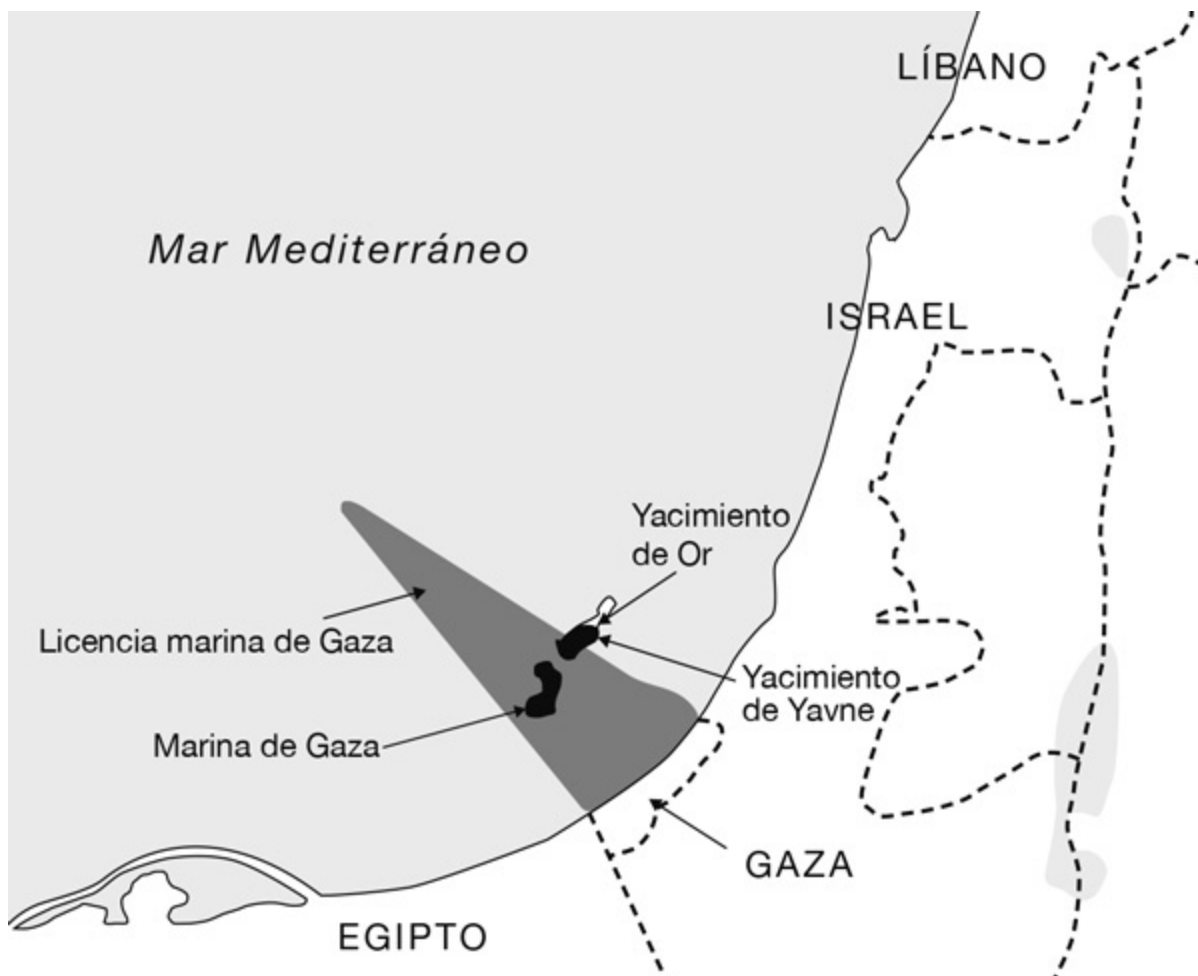 LÍBANO
Mar Mediterráneo
ISRAEL
Yacimiento
de Or
Licencia marina de Gaza
Yacimiento
de Yavne
Marina de Gaza
GAZA
EGIPTO